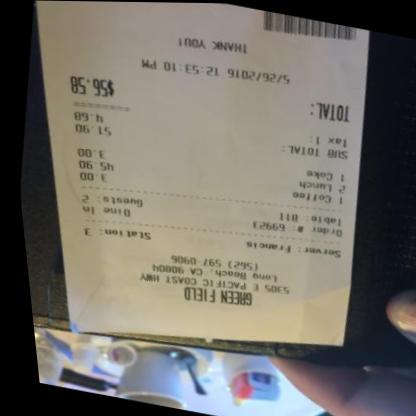 GREEN FIELD
5305 E PACIFIC COAST HWY
Long Beach, CA 90804
(562) 597-0906
Server: Francis Station: 3
Order #: 69923 Dine In
Table: B11 Guests: 2
1 Coffee 3.00
2 Lunch 45.90
1 Coke 3.00
SUB TOTAL: 51.90
Tax 1: 4.68
TOTAL: $56.58
5/26/2016 12:53:10 PM
THANK YOU!